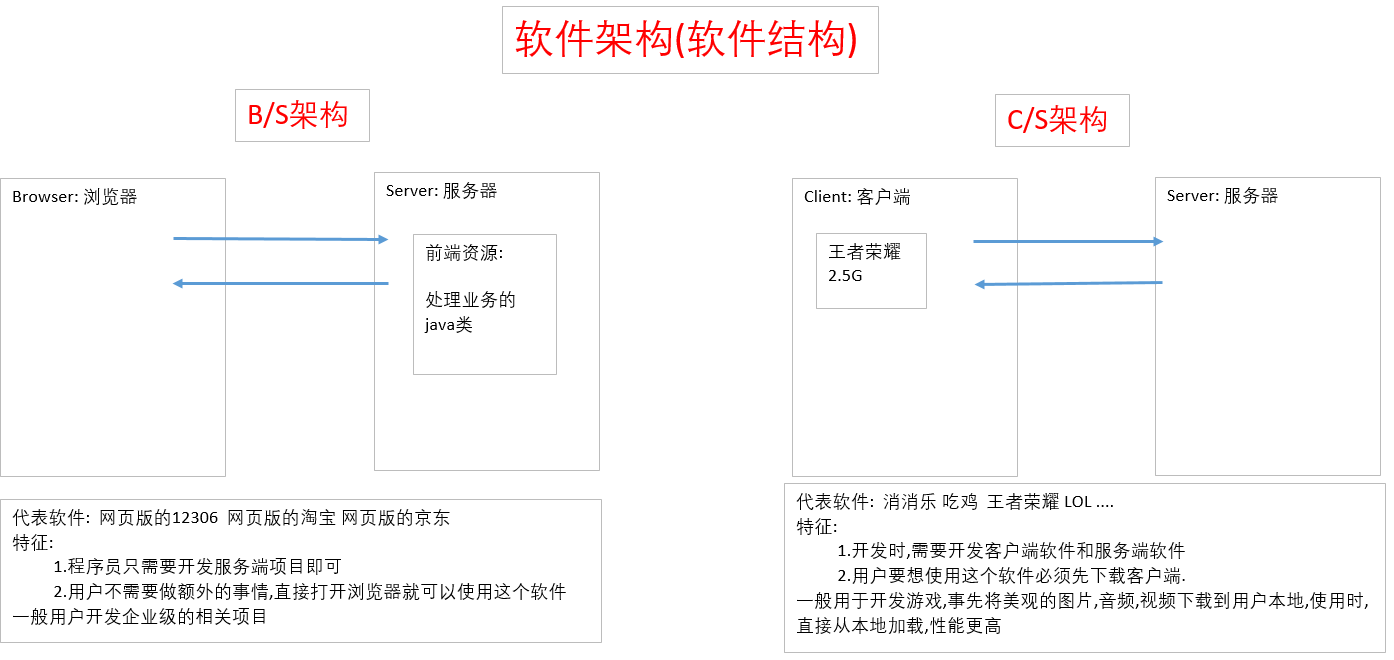 软件架构(软件结构)
B/S架构
C/S架构
Browser: 浏览器
Server: 服务器
前端资源:
处理业务的
java类
Client: 客户端
王者荣耀
2.5G
Server: 服务器
代表软件: 网页版的12306 网页版的淘宝 网页版的京东
特征:
1.程序员只需要开发服务端项目即可
2.用户不需要做额外的事情,直接打开浏览器就可以使用这个软件
一般用户开发企业级的相关项目
代表软件: 消消乐 吃鸡 王者荣耀 LOL ....
特征:
1.开发时,需要开发客户端软件和服务端软件
2.用户要想使用这个软件必须先下载客户端.
一般用于开发游戏,事先将美观的图片,音频,视频下载到用户本地,使用时,
直接从本地加载,性能更高